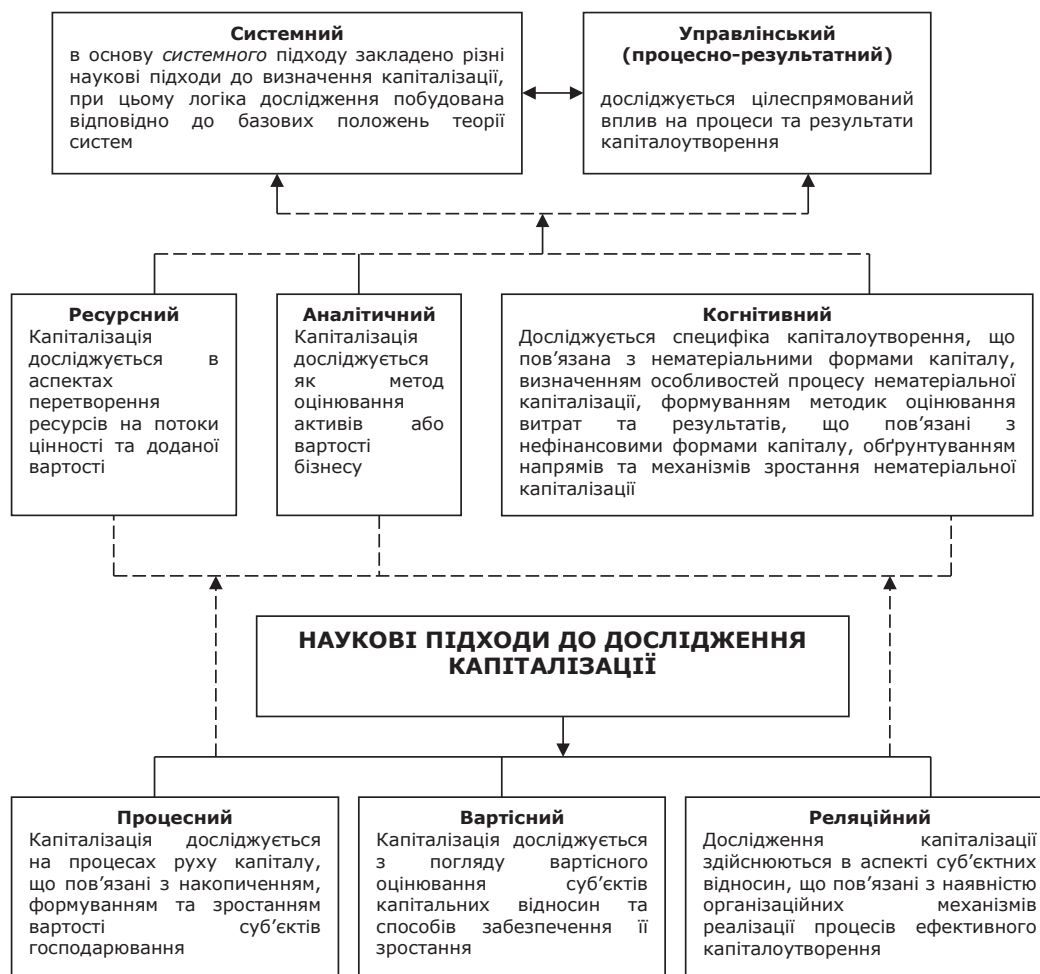 Системний
в основу системного підходу закладено різні
наукові підходи до визначення капіталізації,
при цьому логіка дослідження побудована
відповідно до базових положень теорії
систем
Управлінський
(процесно-результатний)
досліджується цілеспрямований
вплив на процеси та результати
капіталоутворення
Ресурсний
Капіталізація
досліджується в
аспектах
перетворення
ресурсів на потоки
цінності та доданої
вартості
Аналітичний
Капіталізація
досліджується
як метод
оцінювання
активів або
вартості
бізнесу
Когнітивний
Досліджується специфіка капіталоутворення, що
пов’язана з нематеріальними формами капіталу,
визначенням особливостей процесу нематеріальної
капіталізації, формуванням методик оцінювання
витрат та результатів, що пов’язані з
нефінансовими формами капіталу, обґрунтуванням
напрямів та механізмів зростання нематеріальної
капіталізації
НАУКОВІ ПІДХОДИ ДО ДОСЛІДЖЕННЯ
КАПІТАЛІЗАЦІЇ
Процесний
Капіталізація досліджується
на процесах руху капіталу,
що пов’язані з накопиченням,
формуванням та зростанням
вартості суб’єктів
господарювання
Вартісний
Капіталізація досліджується
з погляду вартісного
оцінювання суб’єктів
капітальних відносин та
способів забезпечення її
зростання
Реляційний
Дослідження капіталізації
здійснюються в аспекті суб’єктних
відносин, що пов’язані з наявністю
організаційних механізмів
реалізації процесів ефективного
капіталоутворення